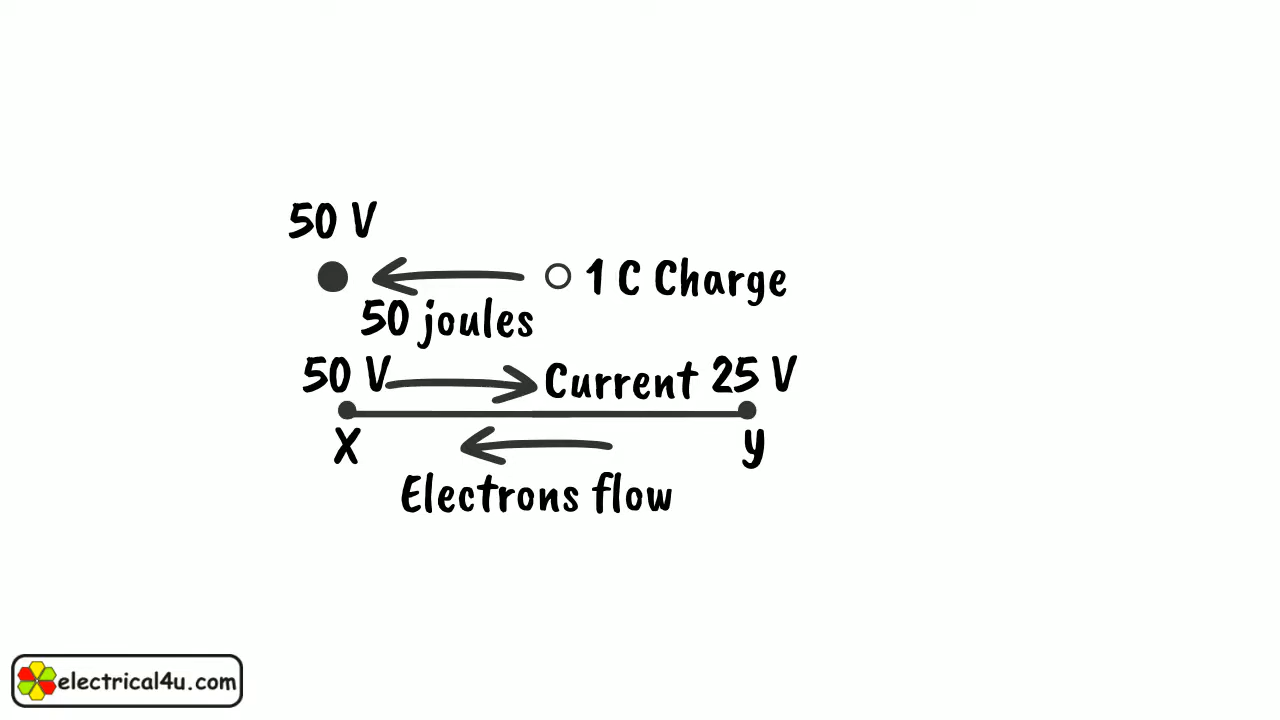 50 V
1 C Charge
50 joules
50 V Current 25 V
X y
Electrons flow
electrical4u.com